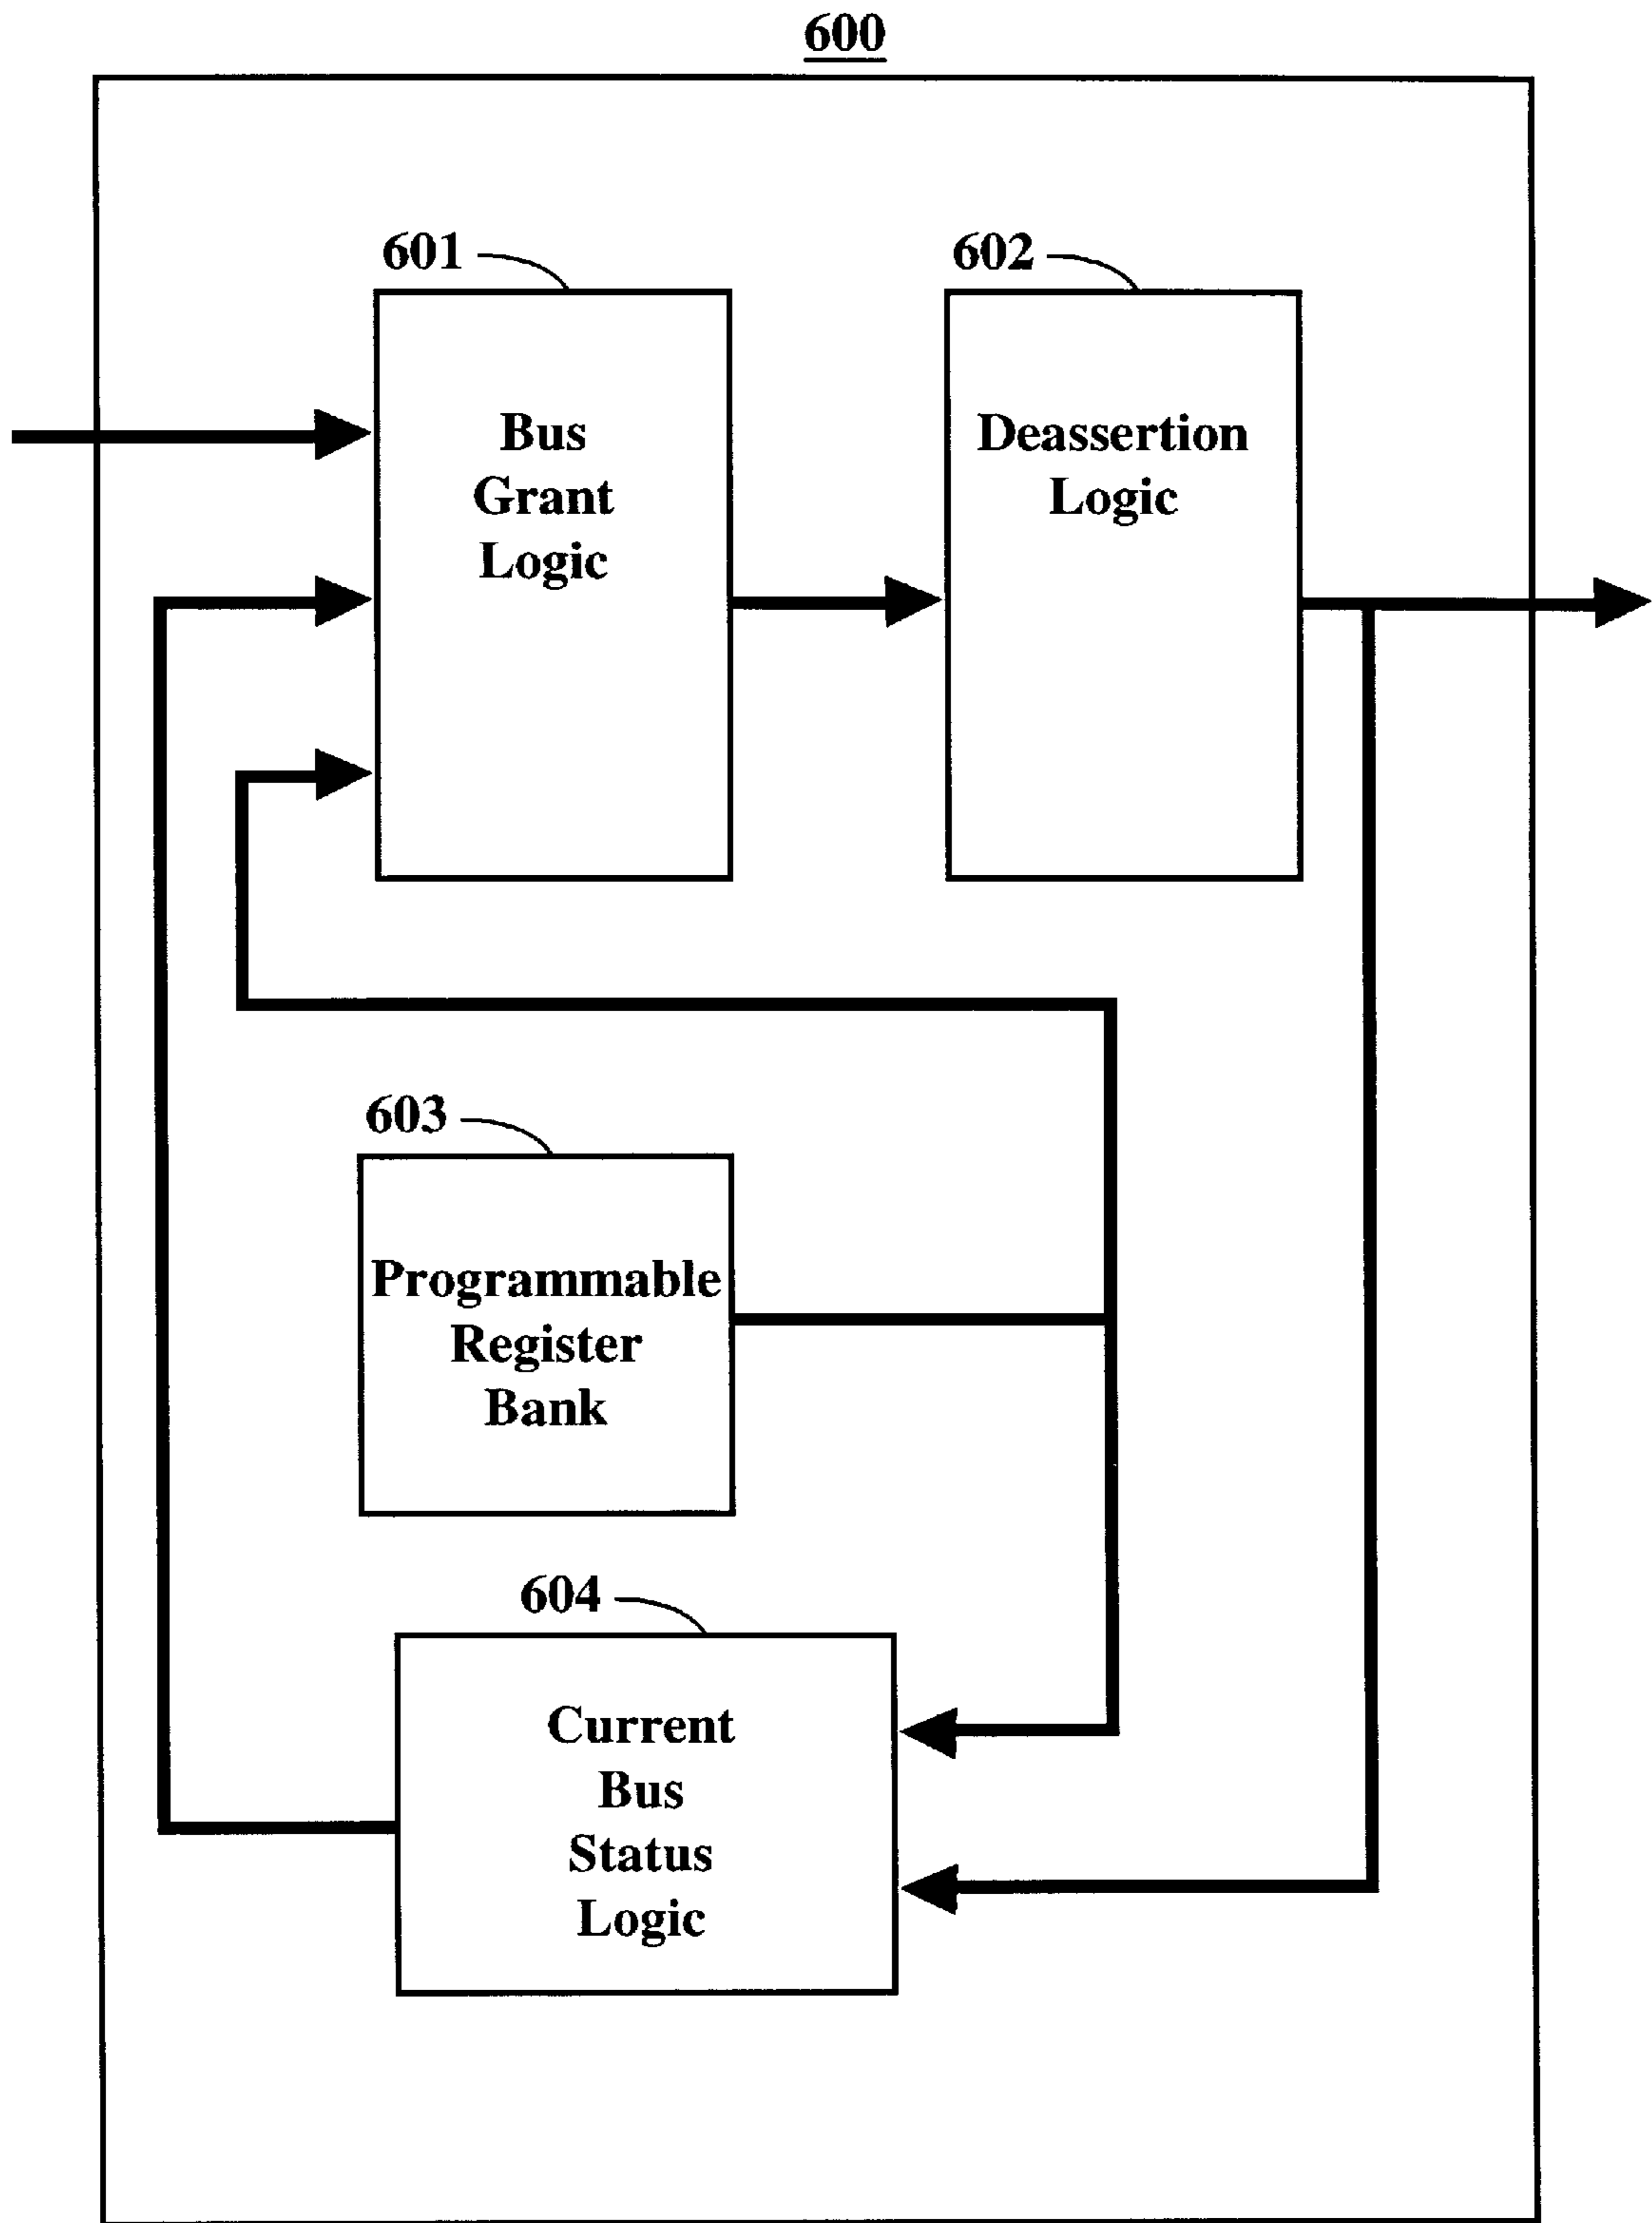 600
601
602
Bus
Grant
Logic
Deassertion
Logic
603
Programmable
Register
Bank
604
Current
Bus
Status
Logic